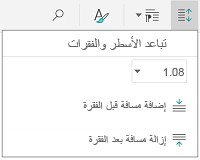 تباعد الأسطر والفقرات
1.08
إضافة مسافة قبل الفقرة
إزالة مسافة بعد الفقرة